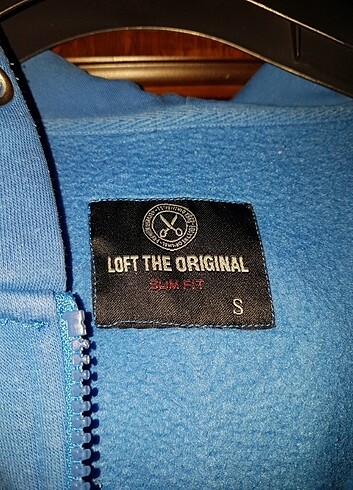 LOFT THE ORIGINAL
SLIM FIT
S